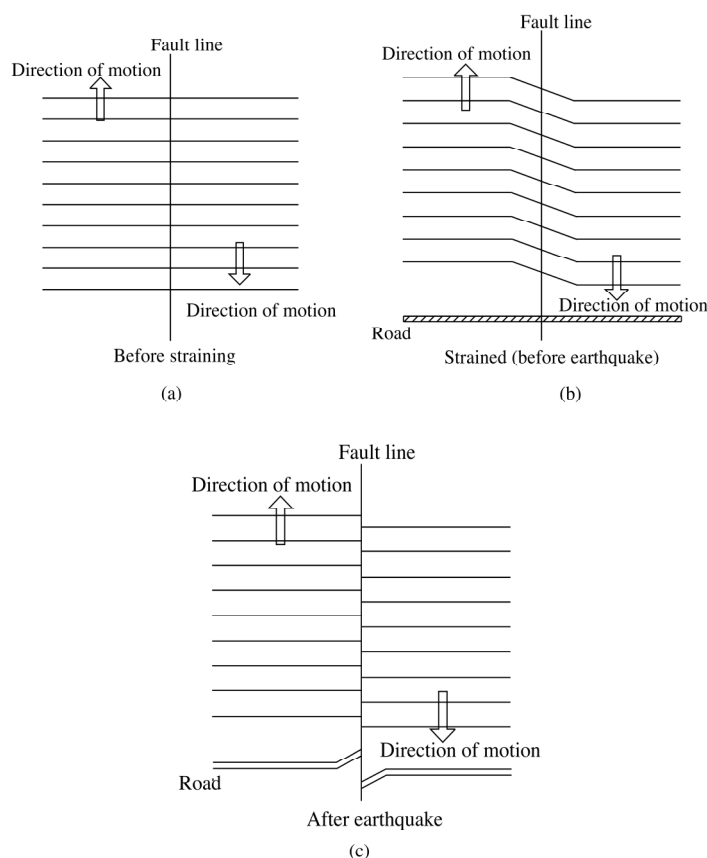 Fault line
Direction of motion
Direction of motion
Before straining
(a)
Fault line
Direction of motion
Direction of motion
Road
Strained (before earthquake)
(b)
Fault line
Direction of motion
Direction of motion
Road
After earthquake
(c)